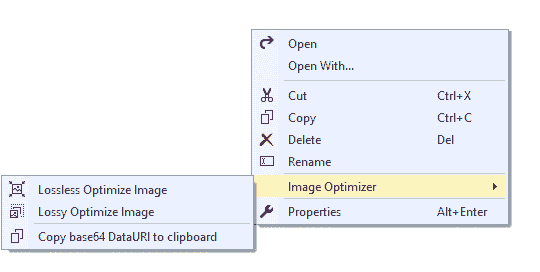 Open
Open With...
Cut Ctrl+X
Copy Ctrl+C
Delete Del
Rename
Image Optimizer
Properties Alt+Enter
Lossless Optimize Image
Lossy Optimize Image
Copy base64 DataURI to clipboard